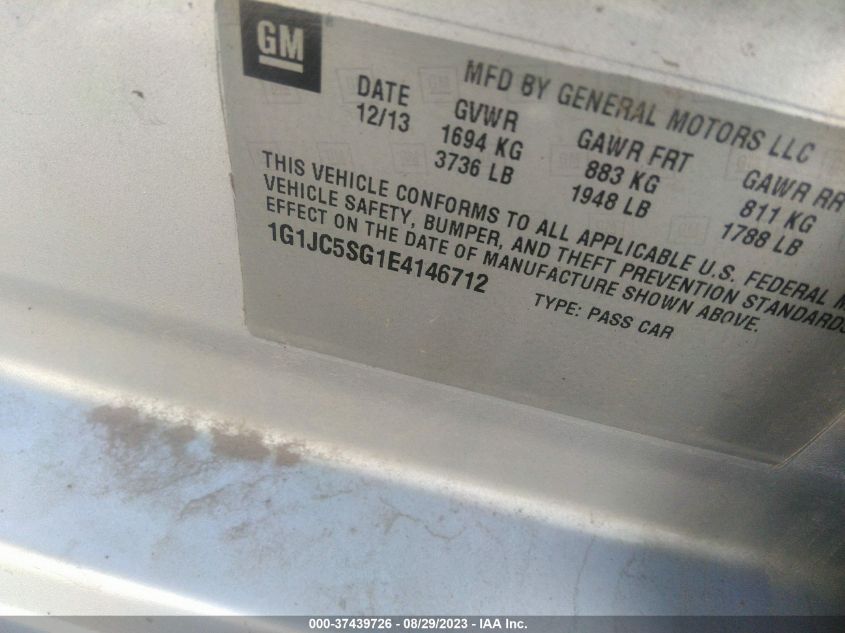 GM
MFD BY GENERAL MOTORS LLC
DATE GVWR GAWR FRT GAWR RR
12/13 1694 KG 883 KG 811 KG
3736 LB 1948 LB 1788 LB
THIS VEHICLE CONFORMS TO ALL APPLICABLE U.S. FEDERAL M
VEHICLE SAFETY, BUMPER, AND THEFT PREVENTION STANDARDS
EFFECT ON THE DATE OF MANUFACTURE SHOWN ABOVE.
1G1JC5SG1E4146712
TYPE: PASS CAR
000-37439726 - 08/29/2023 - IAA Inc.